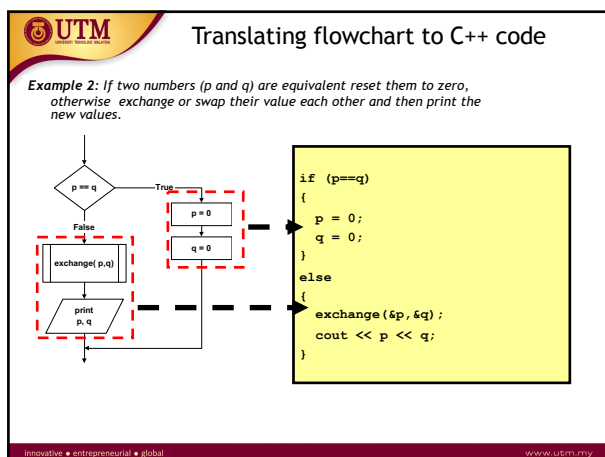 UTM
UNIVERSITI TEKNOLOGI MALAYSIA
Translating flowchart to C++ code
Example 2: If two numbers (p and q) are equivalent reset them to zero,
otherwise exchange or swap their value each other and then print the
new values.
p == q
True
p = 0
q = 0
False
exchange( p,q)
print
p, q
if (p==q)
{
p = 0;
q = 0;
}
else
{
exchange(&p,&q);
cout << p << q;
}
innovative ● entrepreneurial ● global
www.utm.my